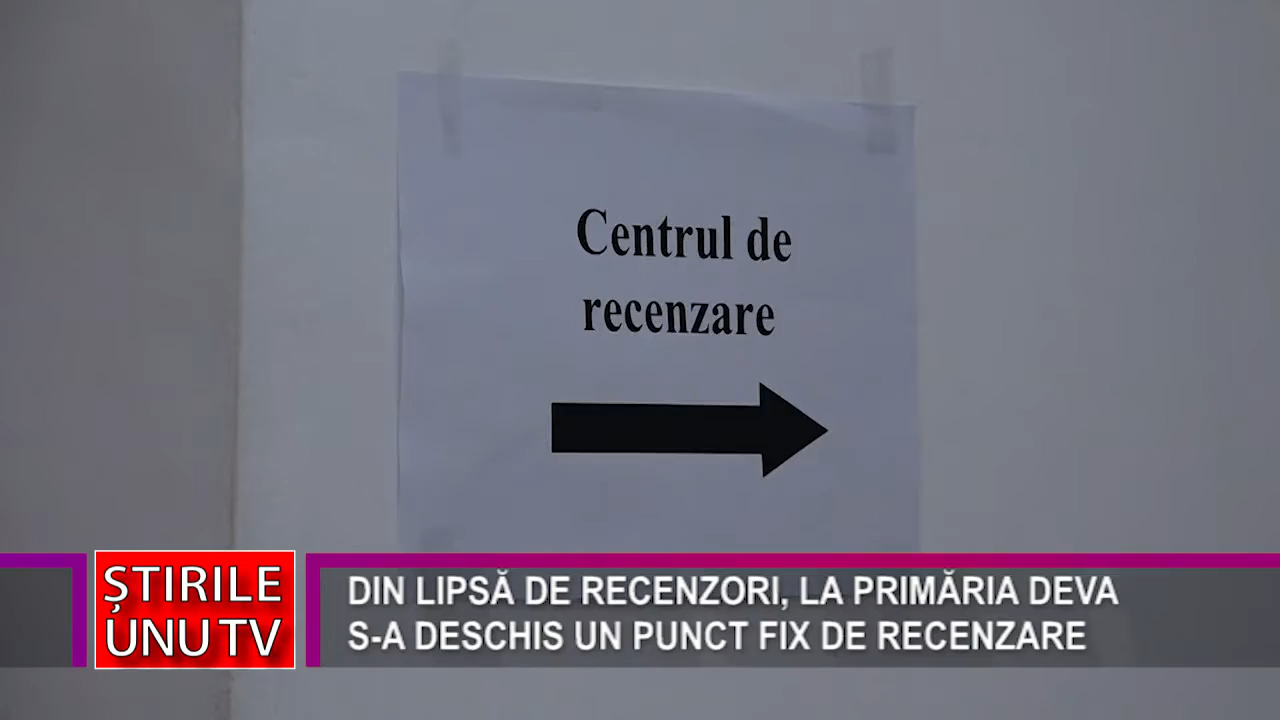 Centrul de
recenzare
ȘTIRILE
UNU TV
DIN LIPSĂ DE RECENZORI, LA PRIMĂRIA DEVA
S-A DESCHIS UN PUNCT FIX DE RECENZARE